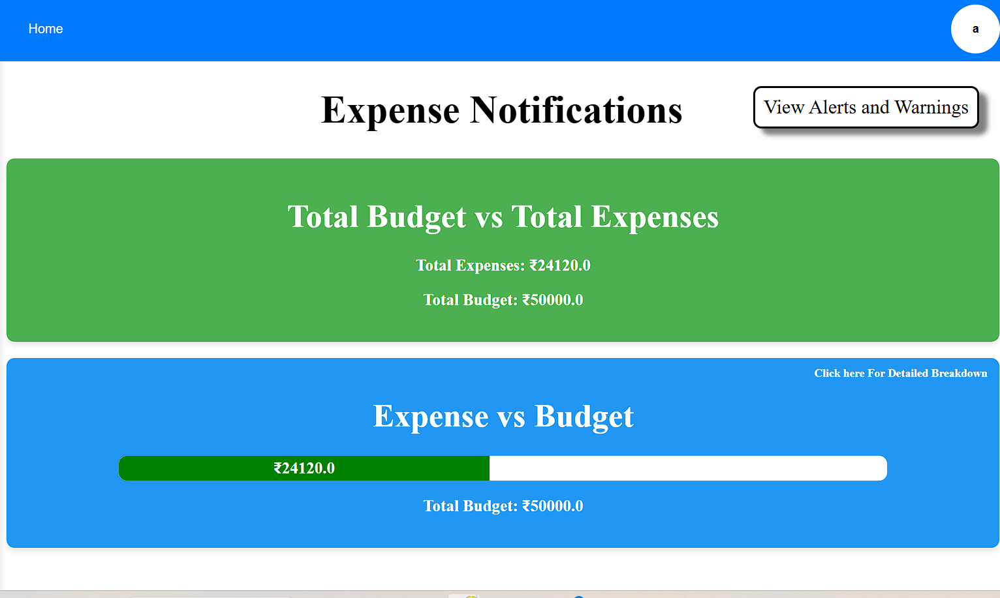 Home
a
Expense Notifications
View Alerts and Warnings
Total Budget vs Total Expenses
Total Expenses: ₹24120.0
Total Budget: ₹50000.0
Click here For Detailed Breakdown
Expense vs Budget
₹24120.0
Total Budget: ₹50000.0